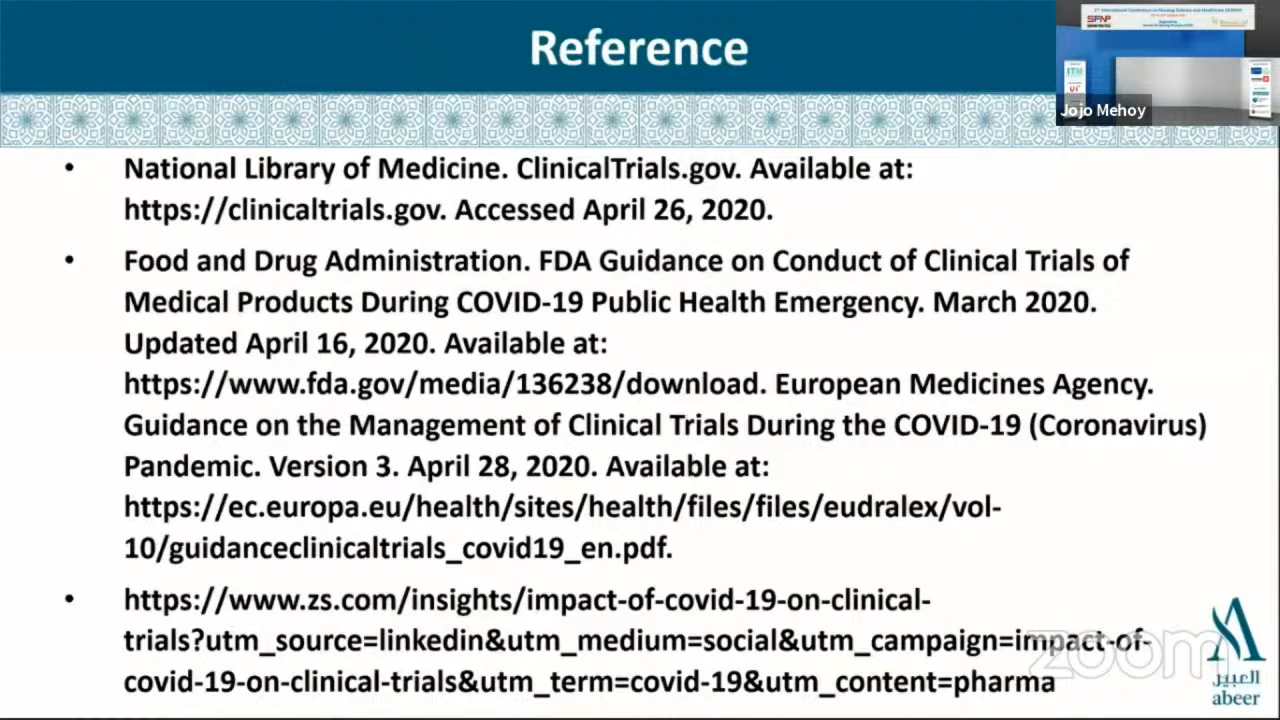 Reference
Jojo Mehoy
• National Library of Medicine. ClinicalTrials.gov. Available at:
https://clinicaltrials.gov. Accessed April 26, 2020.
• Food and Drug Administration. FDA Guidance on Conduct of Clinical Trials of
Medical Products During COVID-19 Public Health Emergency. March 2020.
Updated April 16, 2020. Available at:
https://www.fda.gov/media/136238/download. European Medicines Agency.
Guidance on the Management of Clinical Trials During the COVID-19 (Coronavirus)
Pandemic. Version 3. April 28, 2020. Available at:
https://ec.europa.eu/health/sites/health/files/files/eudralex/vol-
10/guidanceclinicaltrials_covid19_en.pdf.
• https://www.zs.com/insights/impact-of-covid-19-on-clinical-
trials?utm_source=linkedin&utm_medium=social&utm_campaign=impact-of-
covid-19-on-clinical-trials&utm_term=covid-19&utm_content=pharma
zoom
العبير
abeer